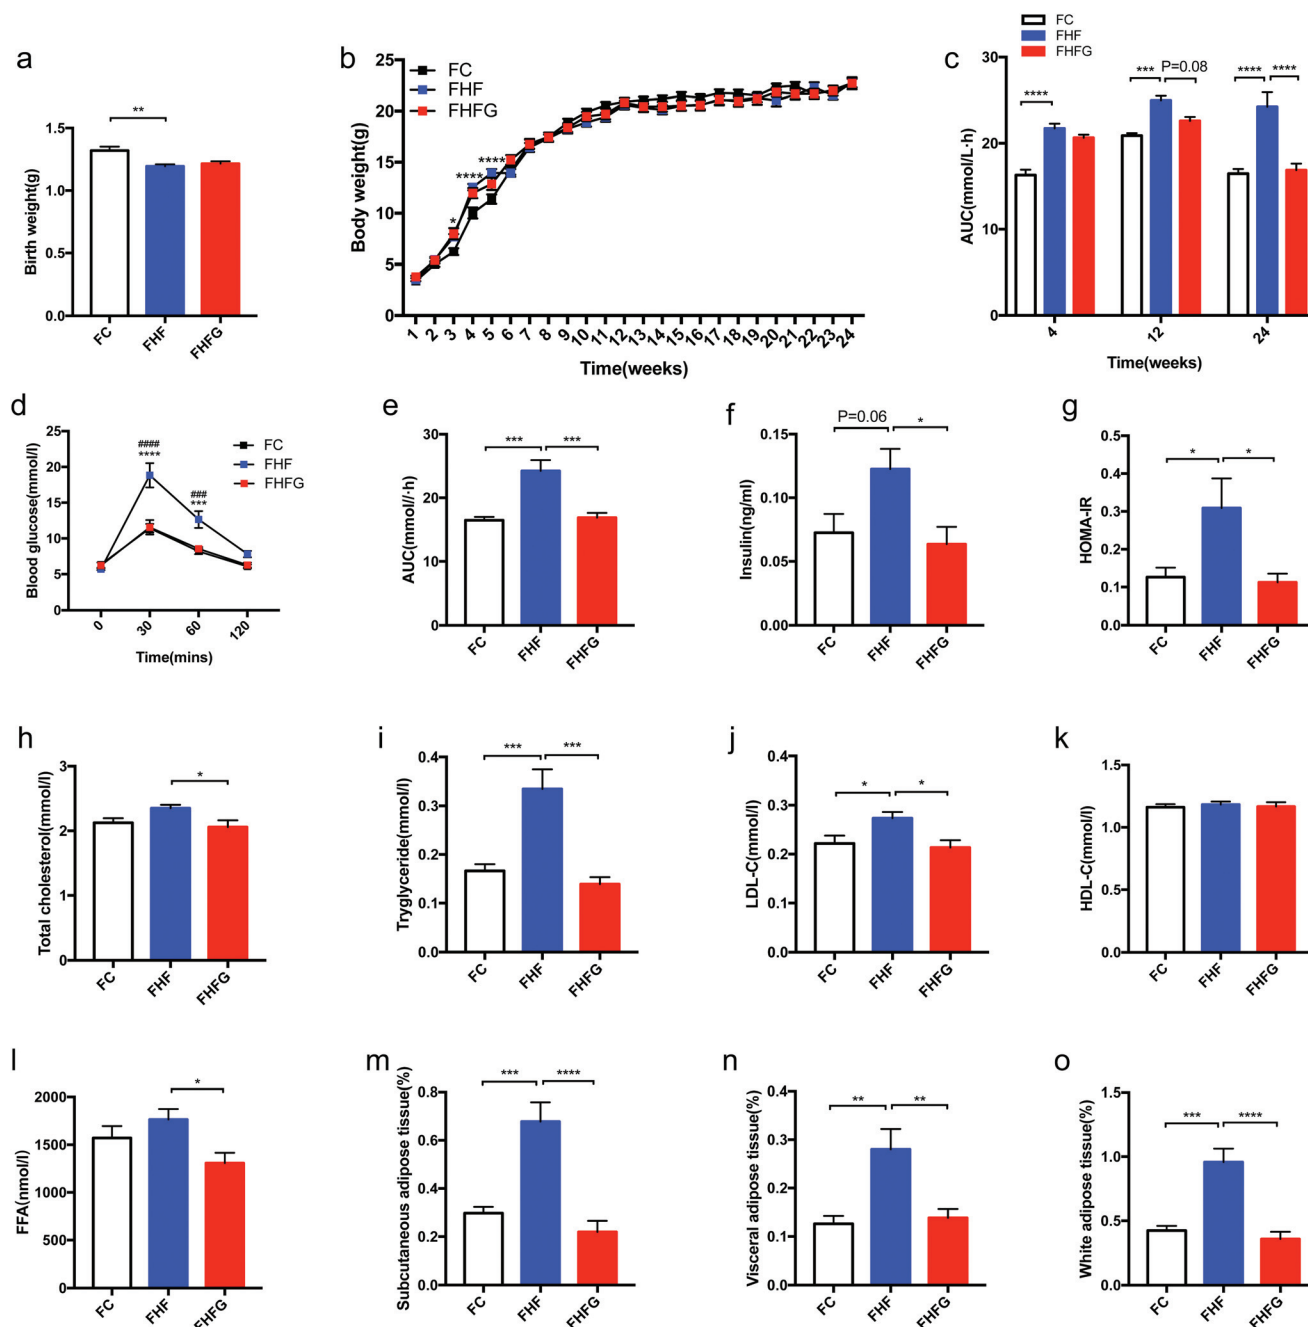 a
**
Birth weight(g)
1.5
1.0
0.5
0.0
FC
FHF
FHFG
b
FC
FHF
FHFG
Body weight(g)
25
20
15
10
5
0
*
****
****
1 2 3 4 5 6 7 8 9 10 11 12 13 14 15 16 17 18 19 20 21 22 23 24
Time(weeks)
c
FC
FHF
FHFG
AUC(mmol/L·h)
30
20
10
0
****
***
P=0.08
****
****
4
12
24
Time(weeks)
d
FC
FHF
FHFG
Blood glucose(mmol/l)
25
20
15
10
5
0
####
****
###
***
0
30
60
120
Time(mins)
e
AUC(mmol//·h)
30
20
10
0
***
***
FC
FHF
FHFG
f
Insulin(ng/ml)
0.15
0.10
0.05
0.00
P=0.06
*
FC
FHF
FHFG
g
HOMA-IR
0.5
0.4
0.3
0.2
0.1
0.0
*
*
FC
FHF
FHFG
h
Total cholesterol(mmol/l)
3
2
1
0
*
FC
FHF
FHFG
i
Tryglyceride(mmol/l)
0.4
0.3
0.2
0.1
0.0
***
***
FC
FHF
FHFG
j
LDL-C(mmol/l)
0.4
0.3
0.2
0.1
0.0
*
*
FC
FHF
FHFG
k
HDL-C(mmol/l)
1.5
1.0
0.5
0.0
FC
FHF
FHFG
l
FFA(nmol/l)
2000
1500
1000
500
0
*
FC
FHF
FHFG
m
Subcutaneous adipose tissue(%)
0.8
0.6
0.4
0.2
0.0
***
****
FC
FHF
FHFG
n
Visceral adipose tissue(%)
0.4
0.3
0.2
0.1
0.0
**
**
FC
FHF
FHFG
o
White adipose tissue(%)
1.5
1.0
0.5
0.0
***
****
FC
FHF
FHFG